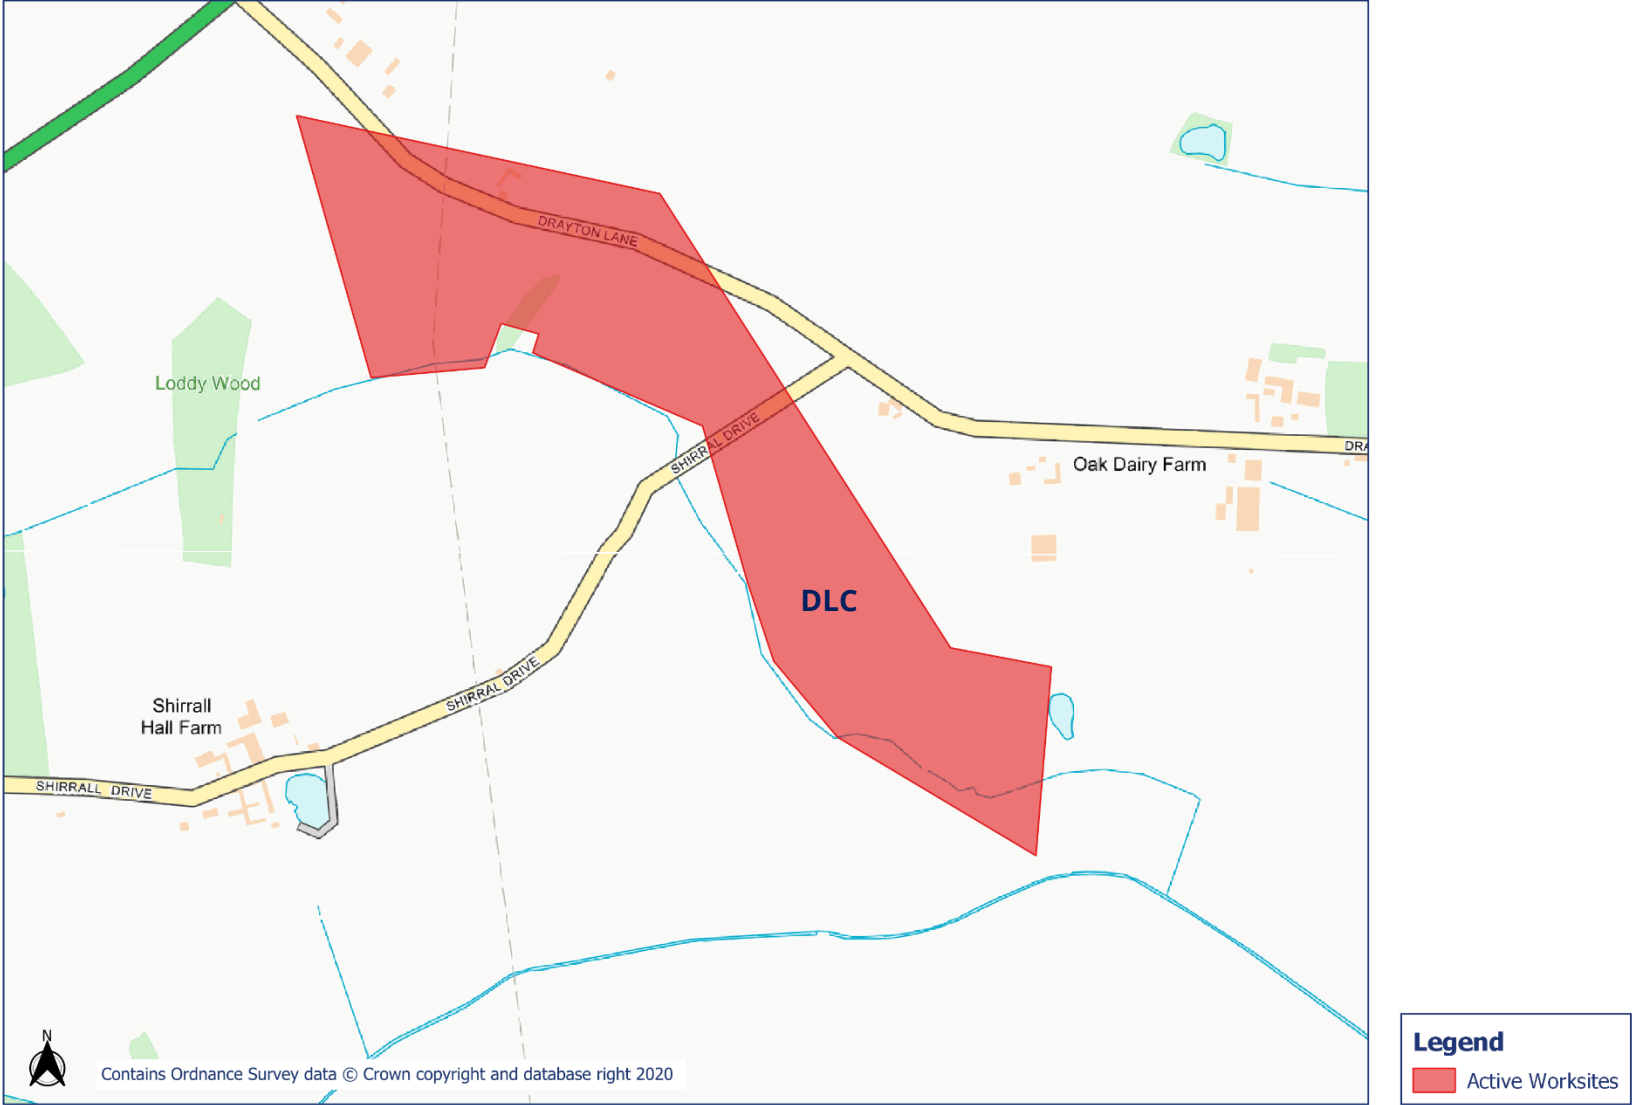 DRAYTON LANE
Loddy Wood
SHIRRAL DRIVE
DRA
Oak Dairy Farm
DLC
SHIRRAL DRIVE
Shirrall
Hall Farm
SHIRRALL DRIVE
N
Contains Ordnance Survey data © Crown copyright and database right 2020
Legend
Active Worksites